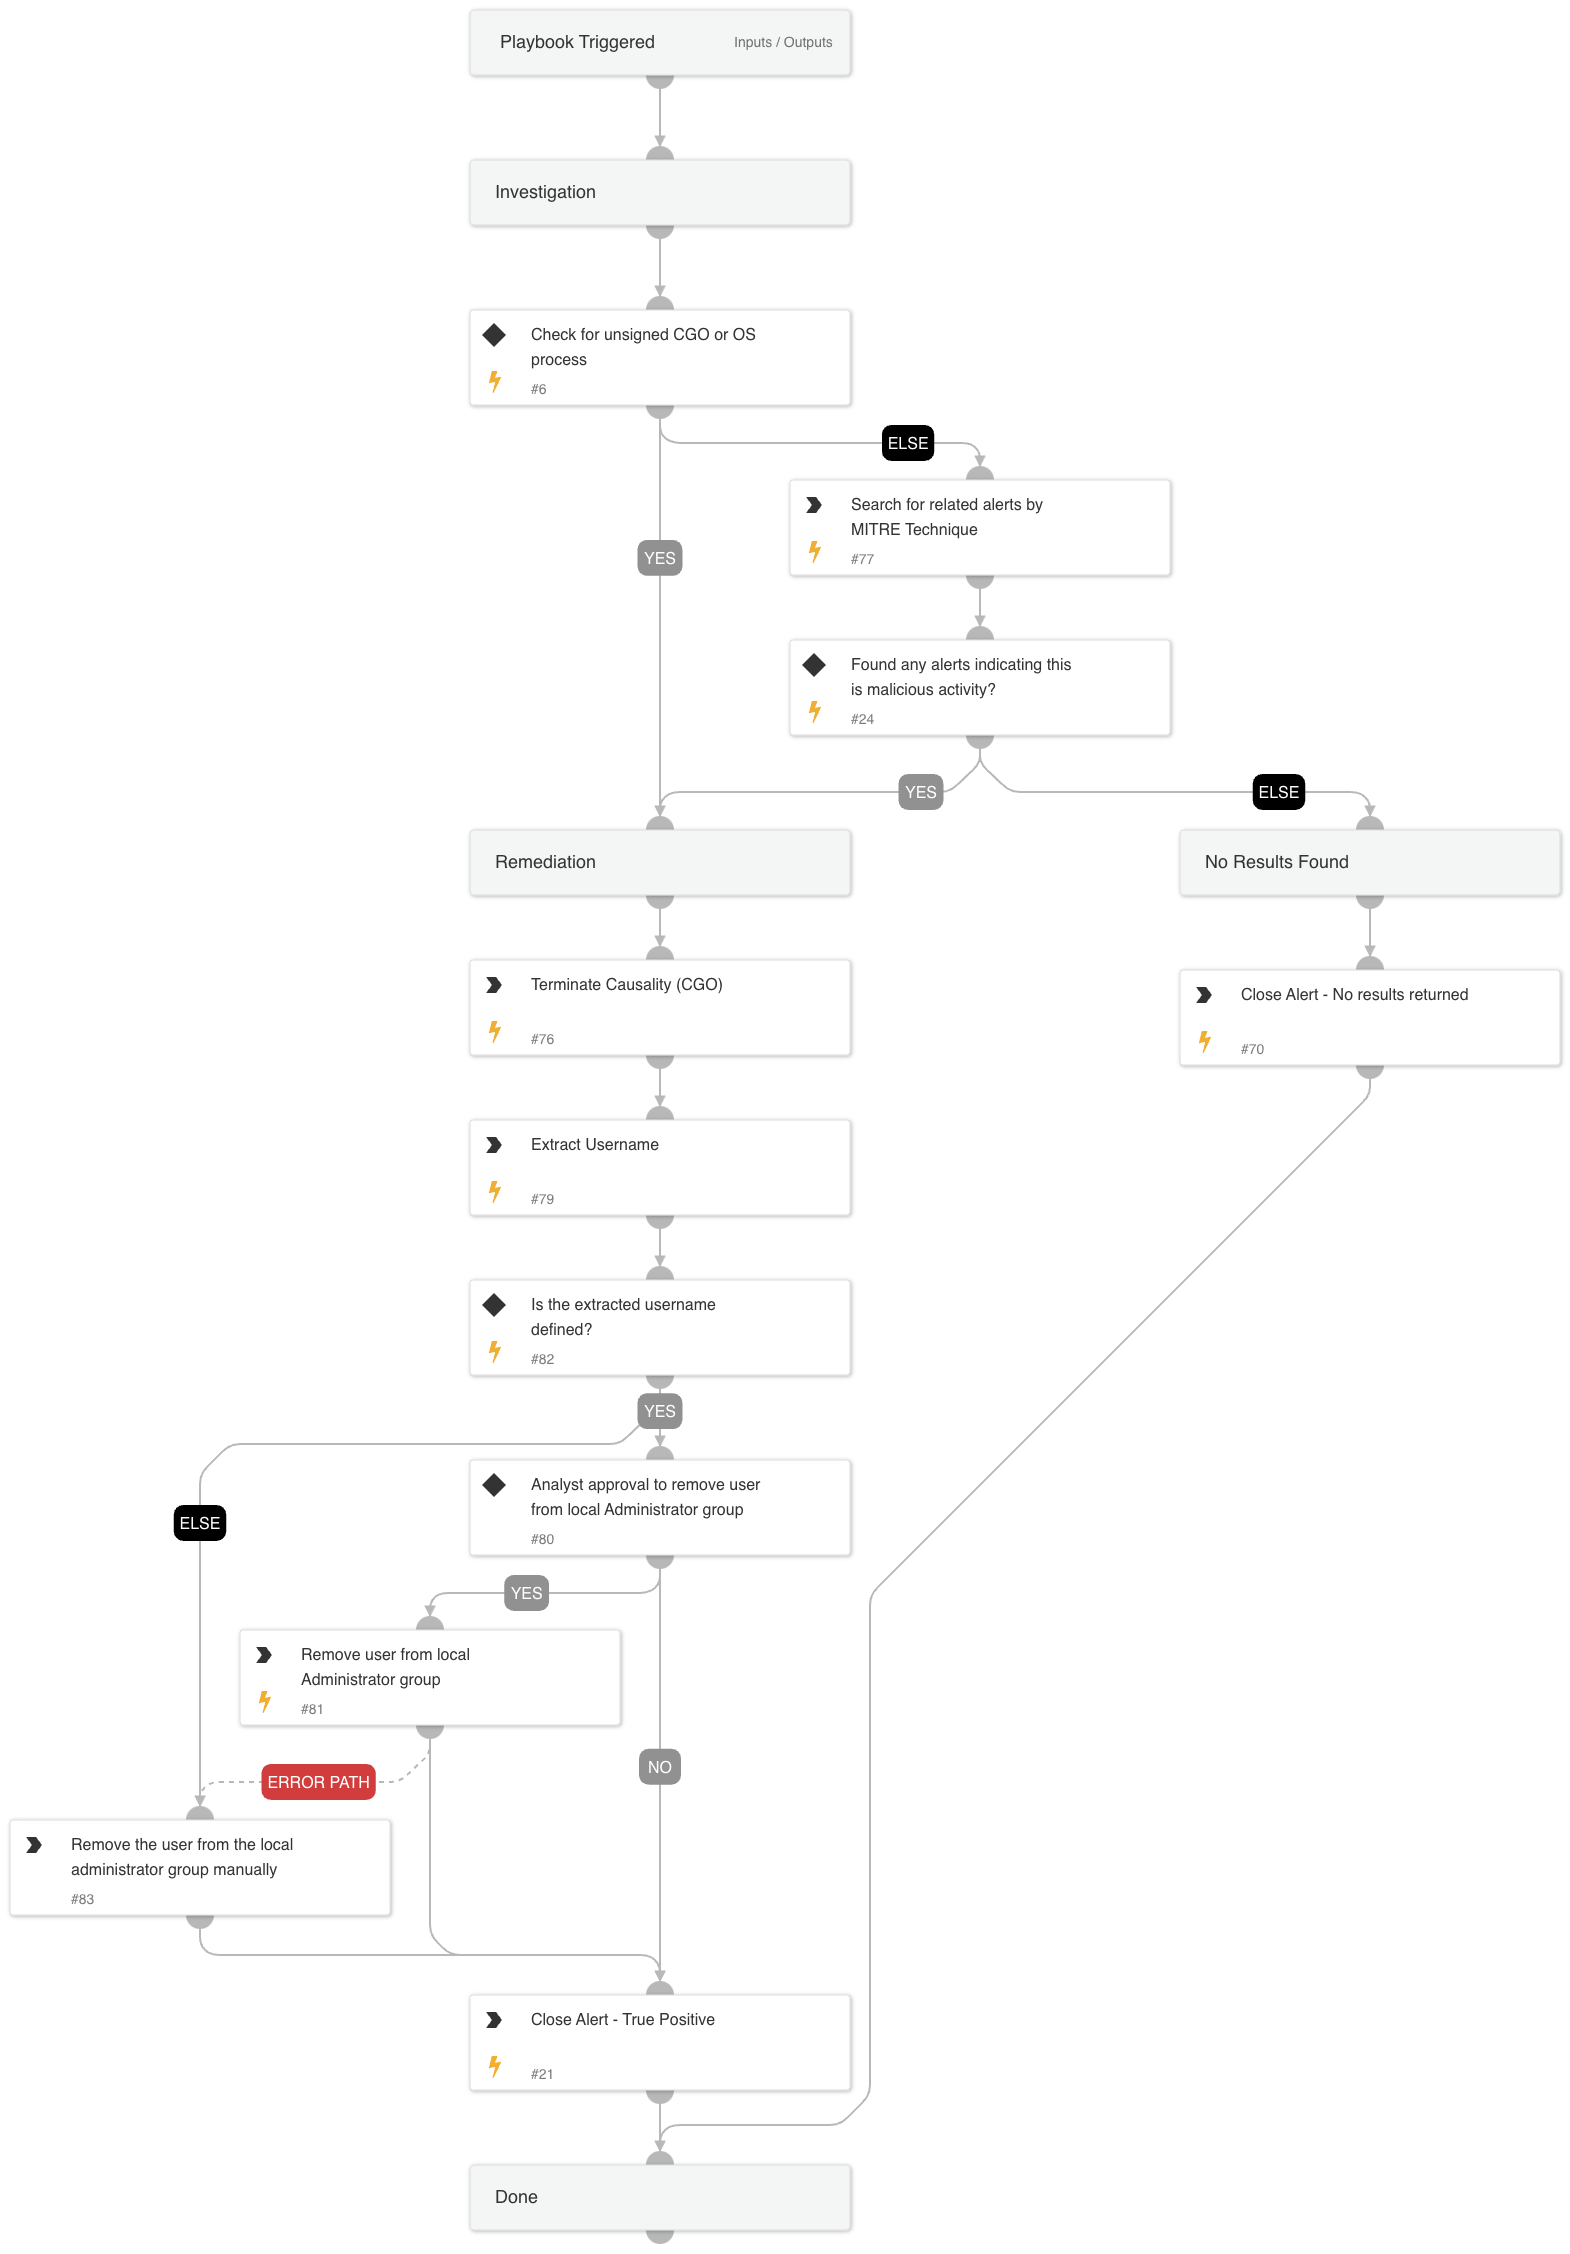 Playbook Triggered
Inputs / Outputs
Investigation
Check for unsigned CGO or OS
process
#6
ELSE
Search for related alerts by
MITRE Technique
#77
YES
Found any alerts indicating this
is malicious activity?
#24
YES
ELSE
Remediation
No Results Found
Terminate Causality (CGO)
#76
Close Alert - No results returned
#70
Extract Username
#79
Is the extracted username
defined?
#82
YES
Analyst approval to remove user
from local Administrator group
#80
ELSE
YES
Remove user from local
Administrator group
#81
NO
ERROR PATH
Remove the user from the local
administrator group manually
#83
Close Alert - True Positive
#21
Done